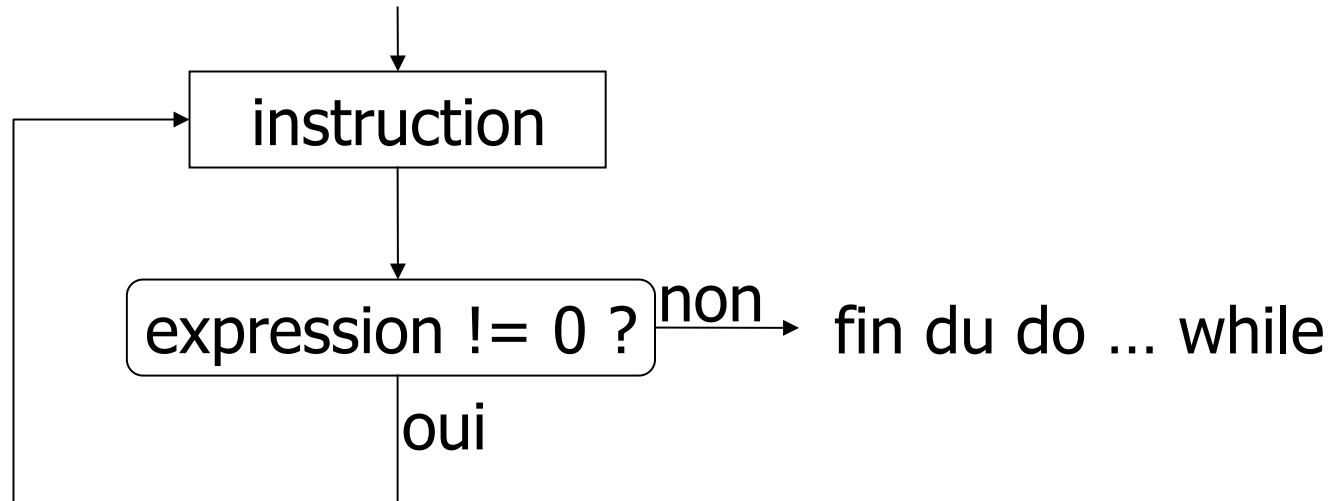 instruction
expression != 0 ?
non
fin du do ... while
oui